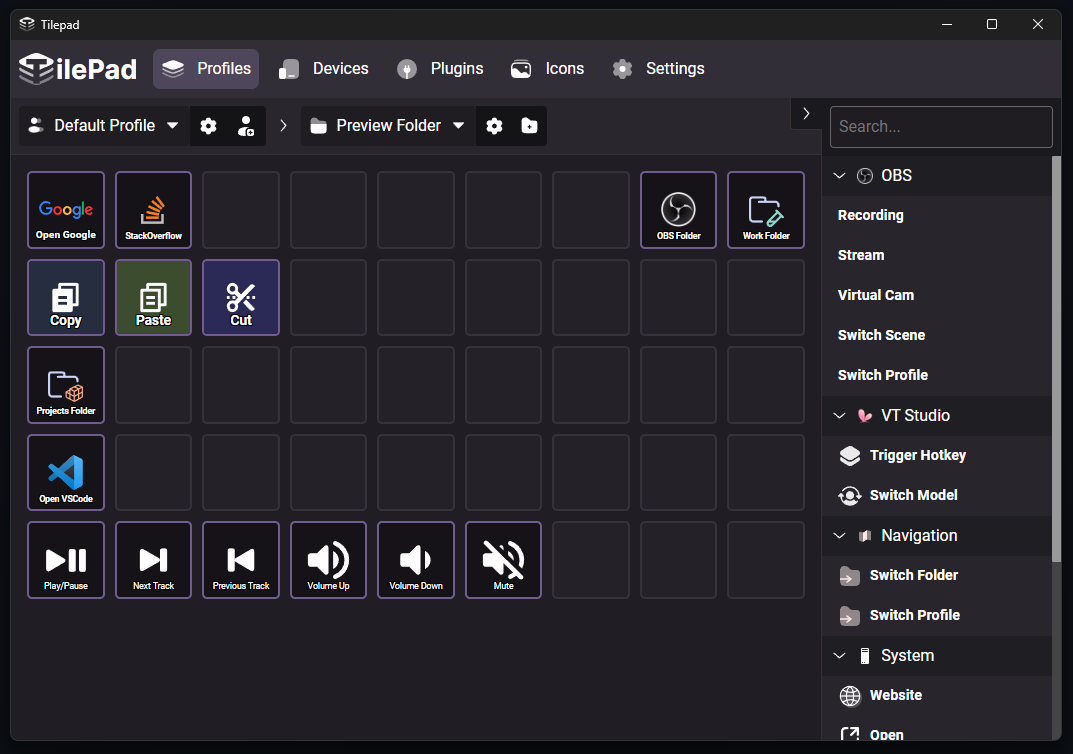 Tilepad
TilePad
Profiles
Devices
Plugins
Icons
Settings
Default Profile
Preview Folder
Search...
Google
Open Google
StackOverflow
OBS Folder
Work Folder
Copy
Paste
Cut
Projects Folder
Open VSCode
Play/Pause
Next Track
Previous Track
Volume Up
Volume Down
Mute
OBS
Recording
Stream
Virtual Cam
Switch Scene
Switch Profile
VT Studio
Trigger Hotkey
Switch Model
Navigation
Switch Folder
Switch Profile
System
Website
Open